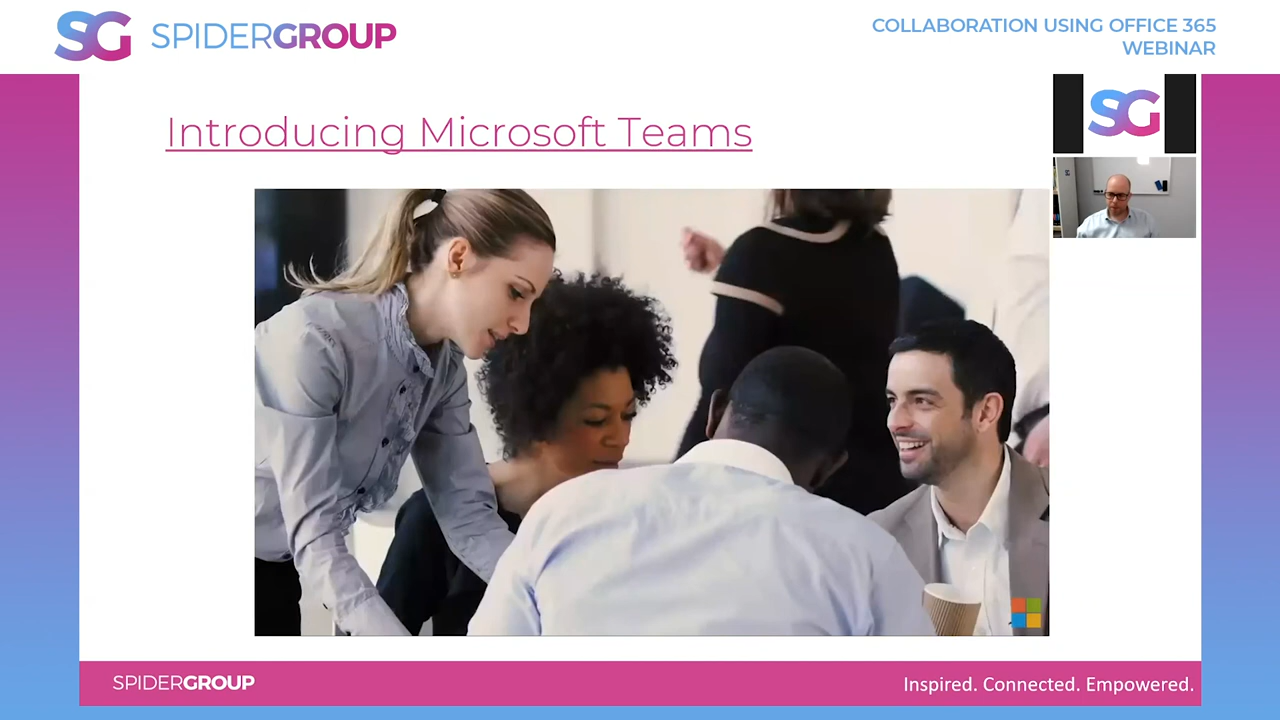 SG SPIDERGROUP
COLLABORATION USING OFFICE 365
WEBINAR
SG
Introducing Microsoft Teams
SPIDERGROUP
Inspired. Connected. Empowered.